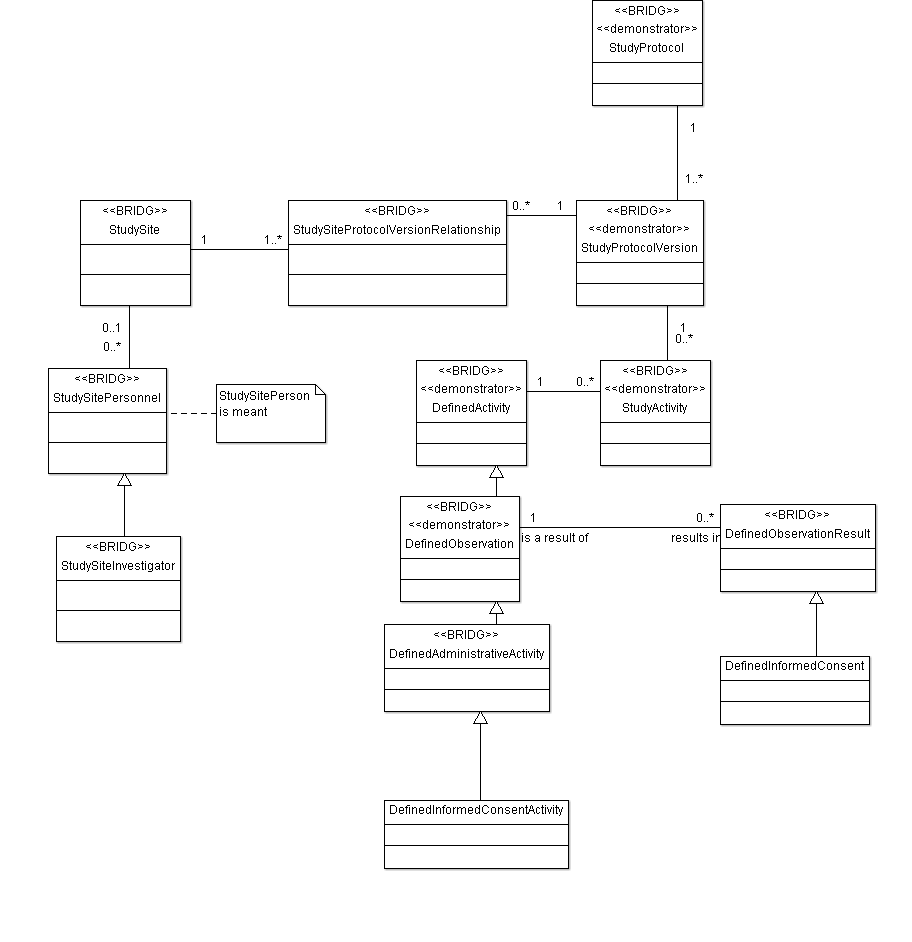 <<BRIDG>>
<<demonstrator>>
StudyProtocol
1
1..*
<<BRIDG>>
StudySite
1
1..*
<<BRIDG>>
StudySiteProtocolVersionRelationship
0..*
1
<<BRIDG>>
<<demonstrator>>
StudyProtocolVersion
0..1
0..*
1
0..*
<<BRIDG>>
StudySitePersonnel
StudySitePerson
is meant
<<BRIDG>>
<<demonstrator>>
DefinedActivity
1
0..*
<<BRIDG>>
<<demonstrator>>
StudyActivity
<<BRIDG>>
StudySiteInvestigator
<<BRIDG>>
<<demonstrator>>
DefinedObservation
1
is a result of
0..*
results in
<<BRIDG>>
DefinedObservationResult
<<BRIDG>>
DefinedAdministrativeActivity
DefinedInformedConsent
DefinedInformedConsentActivity